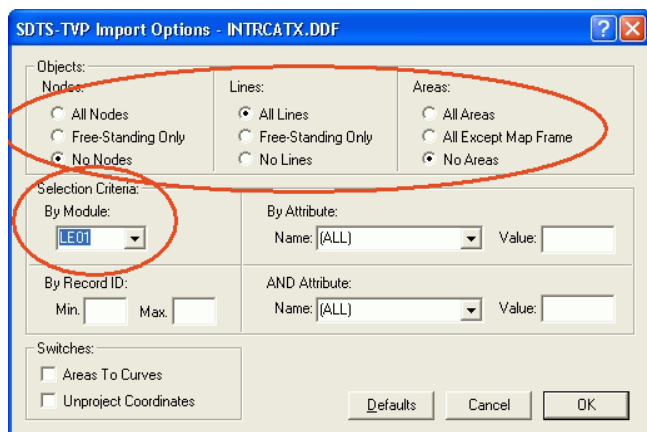 SDTS-TVP Import Options - INTRCATX.DDF
Objects:
Nodes: Lines: Areas:
All Nodes All Lines All Areas
Free-Standing Only Free-Standing Only All Except Map Frame
No Nodes No Lines No Areas
Selection Criteria:
By Module: By Attribute:
LE01 Name: (ALL) Value:
By Record ID: AND Attribute:
Min. Max. Name: (ALL) Value:
Switches:
Areas To Curves
Unproject Coordinates
Defaults Cancel OK